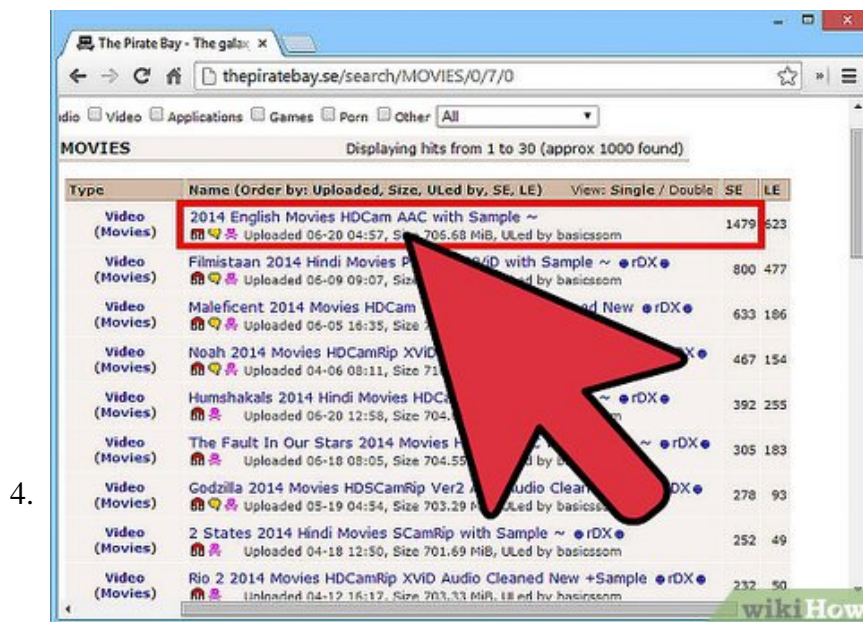 The Pirate Bay - The galax
thepiratebay.se/search/MOVIES/0/7/0
Video Applications Games Porn Other All
MOVIES Displaying hits from 1 to 30 (approx 1000 found)
Type Name (Order by: Uploaded, Size, ULed by, SE, LE) View: Single / Double SE LE
Video 2014 English Movies HDCam AAC with Sample ~
(Movies) Uploaded 06-20 04:57, 706.68 MiB, ULed by basicssom 1479 623
Video Filmistaan 2014 Hindi Movies with Sample ~ rDX
(Movies) Uploaded 06-09 09:07, by basicssom 800 477
Video Maleficent 2014 Movies HDCam New rDX
(Movies) Uploaded 06-05 16:35, 633 186
Video Noah 2014 Movies HDCamRip XViD
(Movies) Uploaded 04-06 08:11, Size 467 154
Video Humshakals 2014 Hindi Movies ~ rDX
(Movies) Uploaded 06-20 12:58, Size 392 255
Video The Fault In Our Stars 2014 Movies ~ rDX
(Movies) Uploaded 06-18 08:05, Size 704.55 305 183
4.
Video Godzilla 2014 Movies HDSCamRip Ver2 Audio
(Movies) Uploaded 05-19 04:54, Size 703.29 by basicssom 278 93
Video 2 States 2014 Hindi Movies SCamRip with Sample ~ rDX
(Movies) Uploaded 04-18 12:50, Size 701.69 MiB, ULed by basicssom 252 49
Video Rio 2 2014 Movies HDCamRip XViD Audio Cleaned New +Sample rDX
(Movies) Uploaded 04-12 16:17, Size 703.33 MiB, ULed by basicssom 232 50
wikiHow